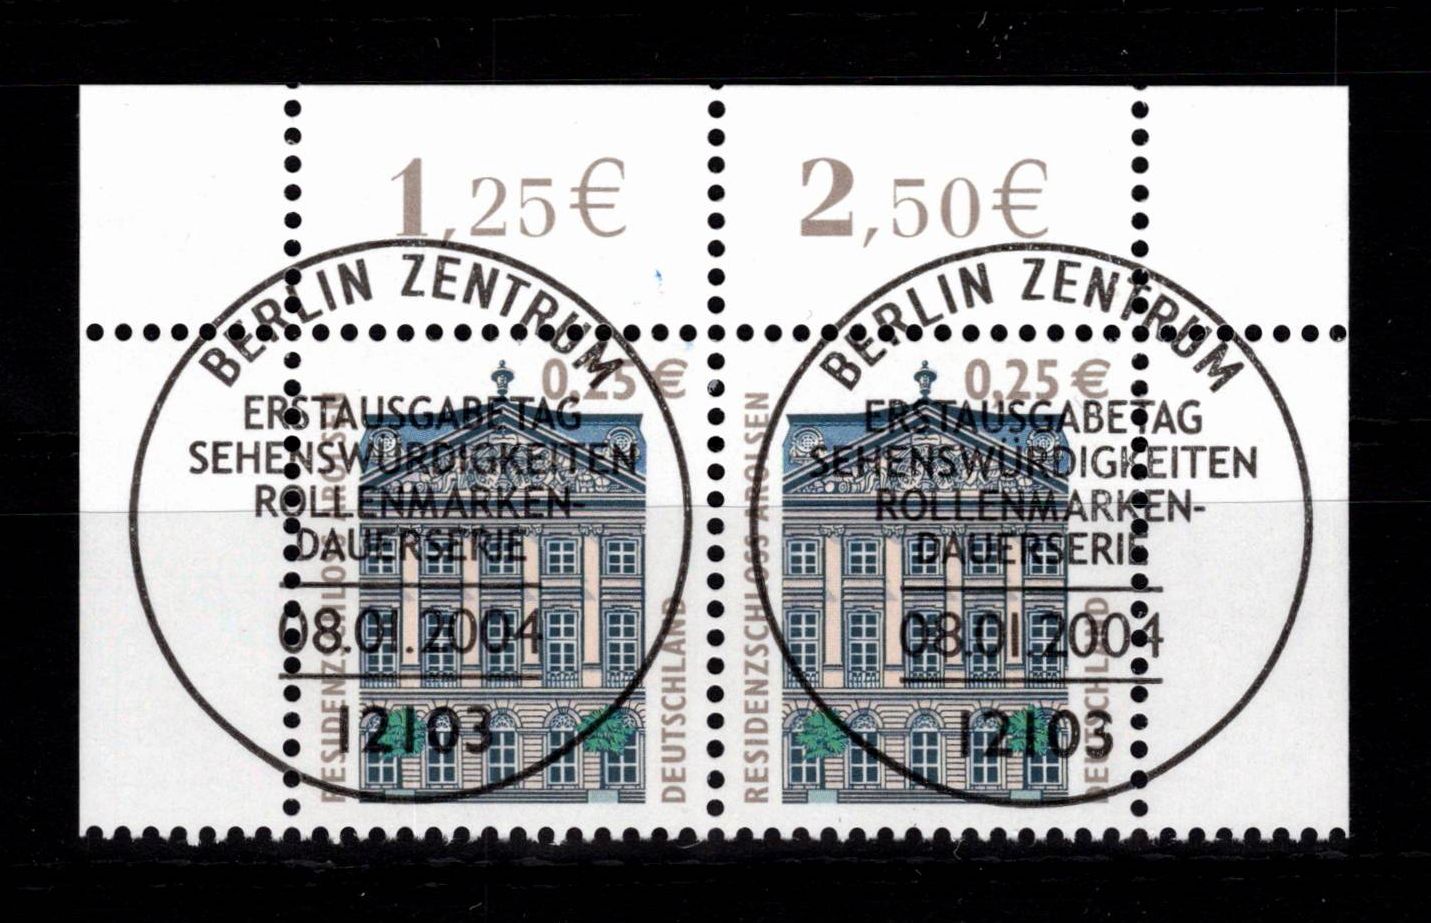 1,25€
2,50€
BERLIN ZENTRUM
ERSTAUSGABETAG
SEHENSWÜRDIGKEITEN
ROLLENMARKEN-
DAUERSERIE
08.01.2004
12103
0,25 €
RESIDENZSCHLOSS AROLSEN
DEUTSCHLAND
BERLIN ZENTRUM
ERSTAUSGABETAG
SEHENSWÜRDIGKEITEN
ROLLENMARKEN-
DAUERSERIE
08.01.2004
12103
0,25 €
RESIDENZSCHLOSS AROLSEN
DEUTSCHLAND